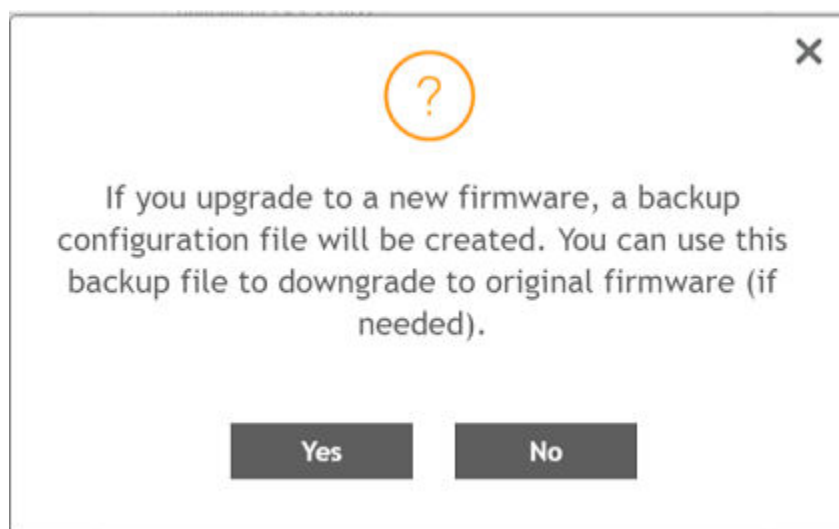 ?
If you upgrade to a new firmware, a backup
configuration file will be created. You can use this
backup file to downgrade to original firmware (if
needed).
Yes No